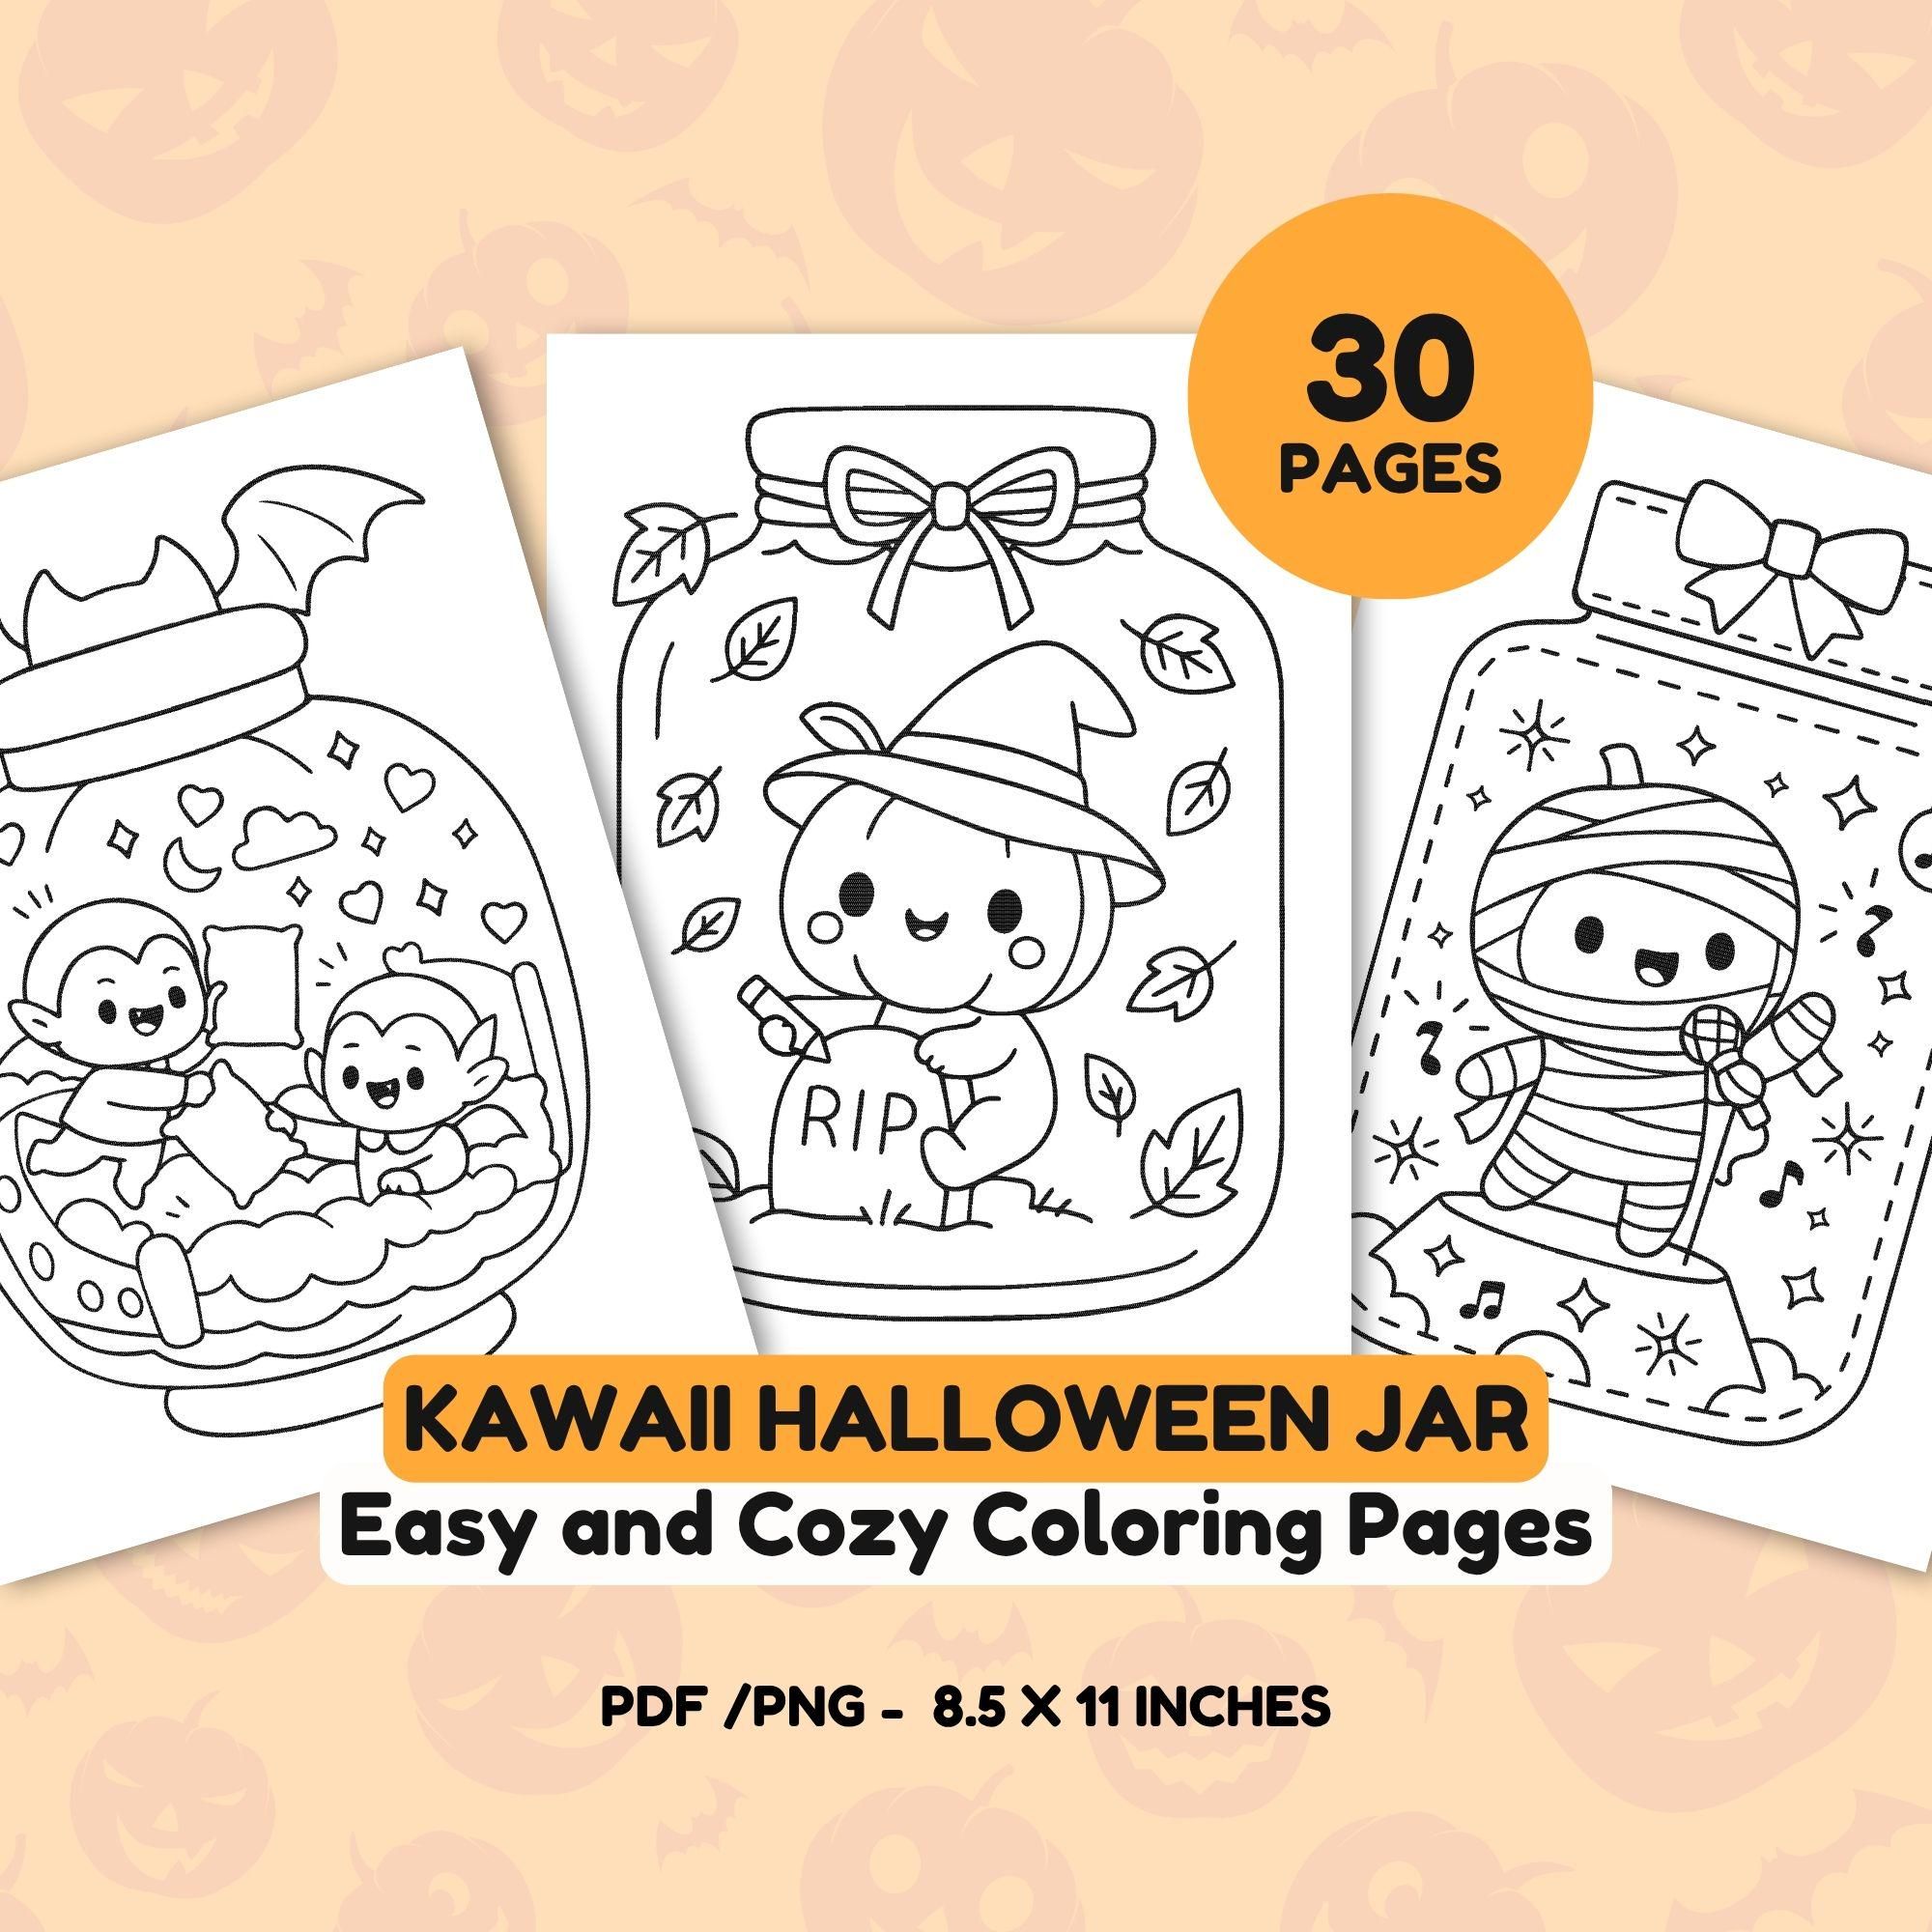 30
PAGES
RIP
KAWAII HALLOWEEN JAR
Easy and Cozy Coloring Pages
PDF /PNG - 8.5 X 11 INCHES